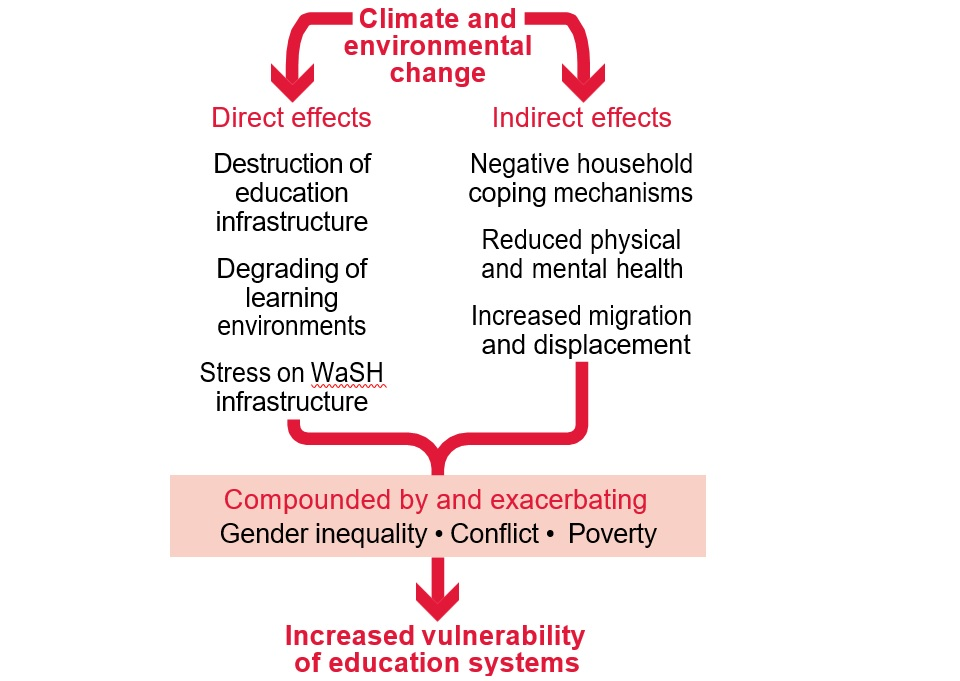 Climate and
environmental
change
Direct effects
Destruction of
education
infrastructure
Degrading of
learning
environments
Stress on WaSH
infrastructure
Indirect effects
Negative household
coping mechanisms
Reduced physical
and mental health
Increased migration
and displacement
Compounded by and exacerbating
Gender inequality • Conflict • Poverty
Increased vulnerability
of education systems